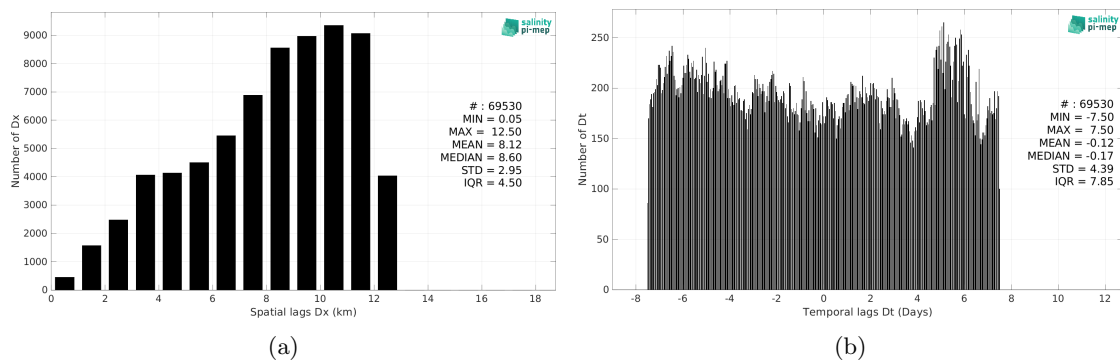 9000
8000
7000
6000
5000
4000
3000
2000
1000
0
Number of Dx
0 2 4 6 8 10 12 14 16 18
Spatial lags Dx (km)
salinity
pi-mep
# : 69530
MIN = 0.05
MAX = 12.50
MEAN = 8.12
MEDIAN = 8.60
STD = 2.95
IQR = 4.50
(a)
250
200
150
100
50
0
Number of Dt
-8 -6 -4 -2 0 2 4 6 8 10 12
Temporal lags Dt (Days)
salinity
pi-mep
# : 69530
MIN = -7.50
MAX = 7.50
MEAN = -0.12
MEDIAN = -0.17
STD = 4.39
IQR = 7.85
(b)